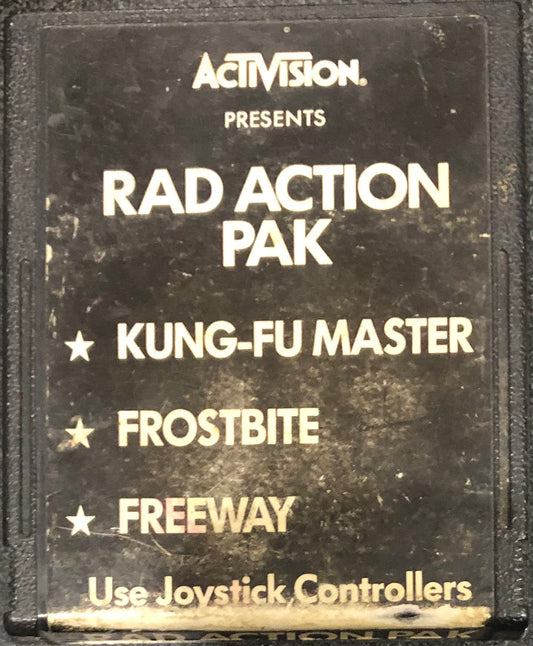 ACTIVISION®
PRESENTS
RAD ACTION
PAK
★ KUNG-FU MASTER
★ FROSTBITE
★ FREEWAY
Use Joystick Controllers
RAD ACTION PAK